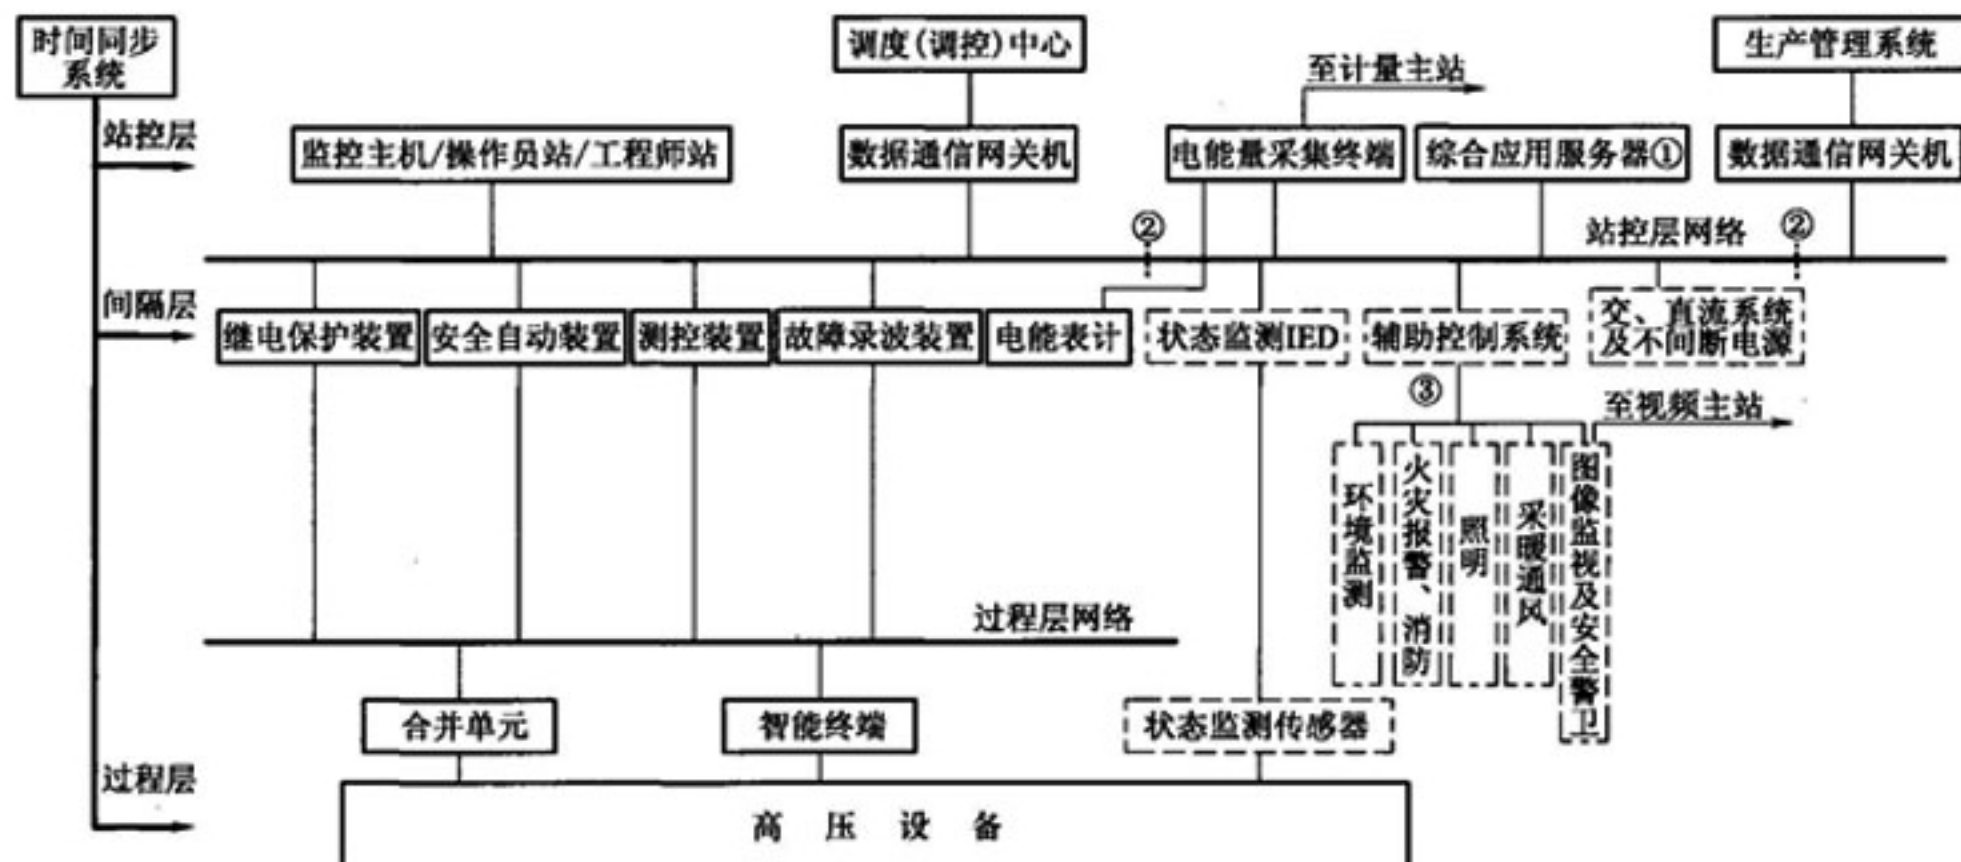 时间同步
系统
调度(调控)中心
生产管理系统
至计量主站
站控层
监控主机/操作员站/工程师站
数据通信网关机
电能量采集终端
综合应用服务器①
数据通信网关机
②
站控层网络
②
间隔层
继电保护装置
安全自动装置
测控装置
故障录波装置
电能表计
状态监测IED
辅助控制系统
交、直流系统
及不间断电源
③
至视频主站
环境监测
火灾报警、消防
照明
采暖通风
图像监视及安全警卫
过程层网络
合并单元
智能终端
状态监测传感器
过程层
高压设备